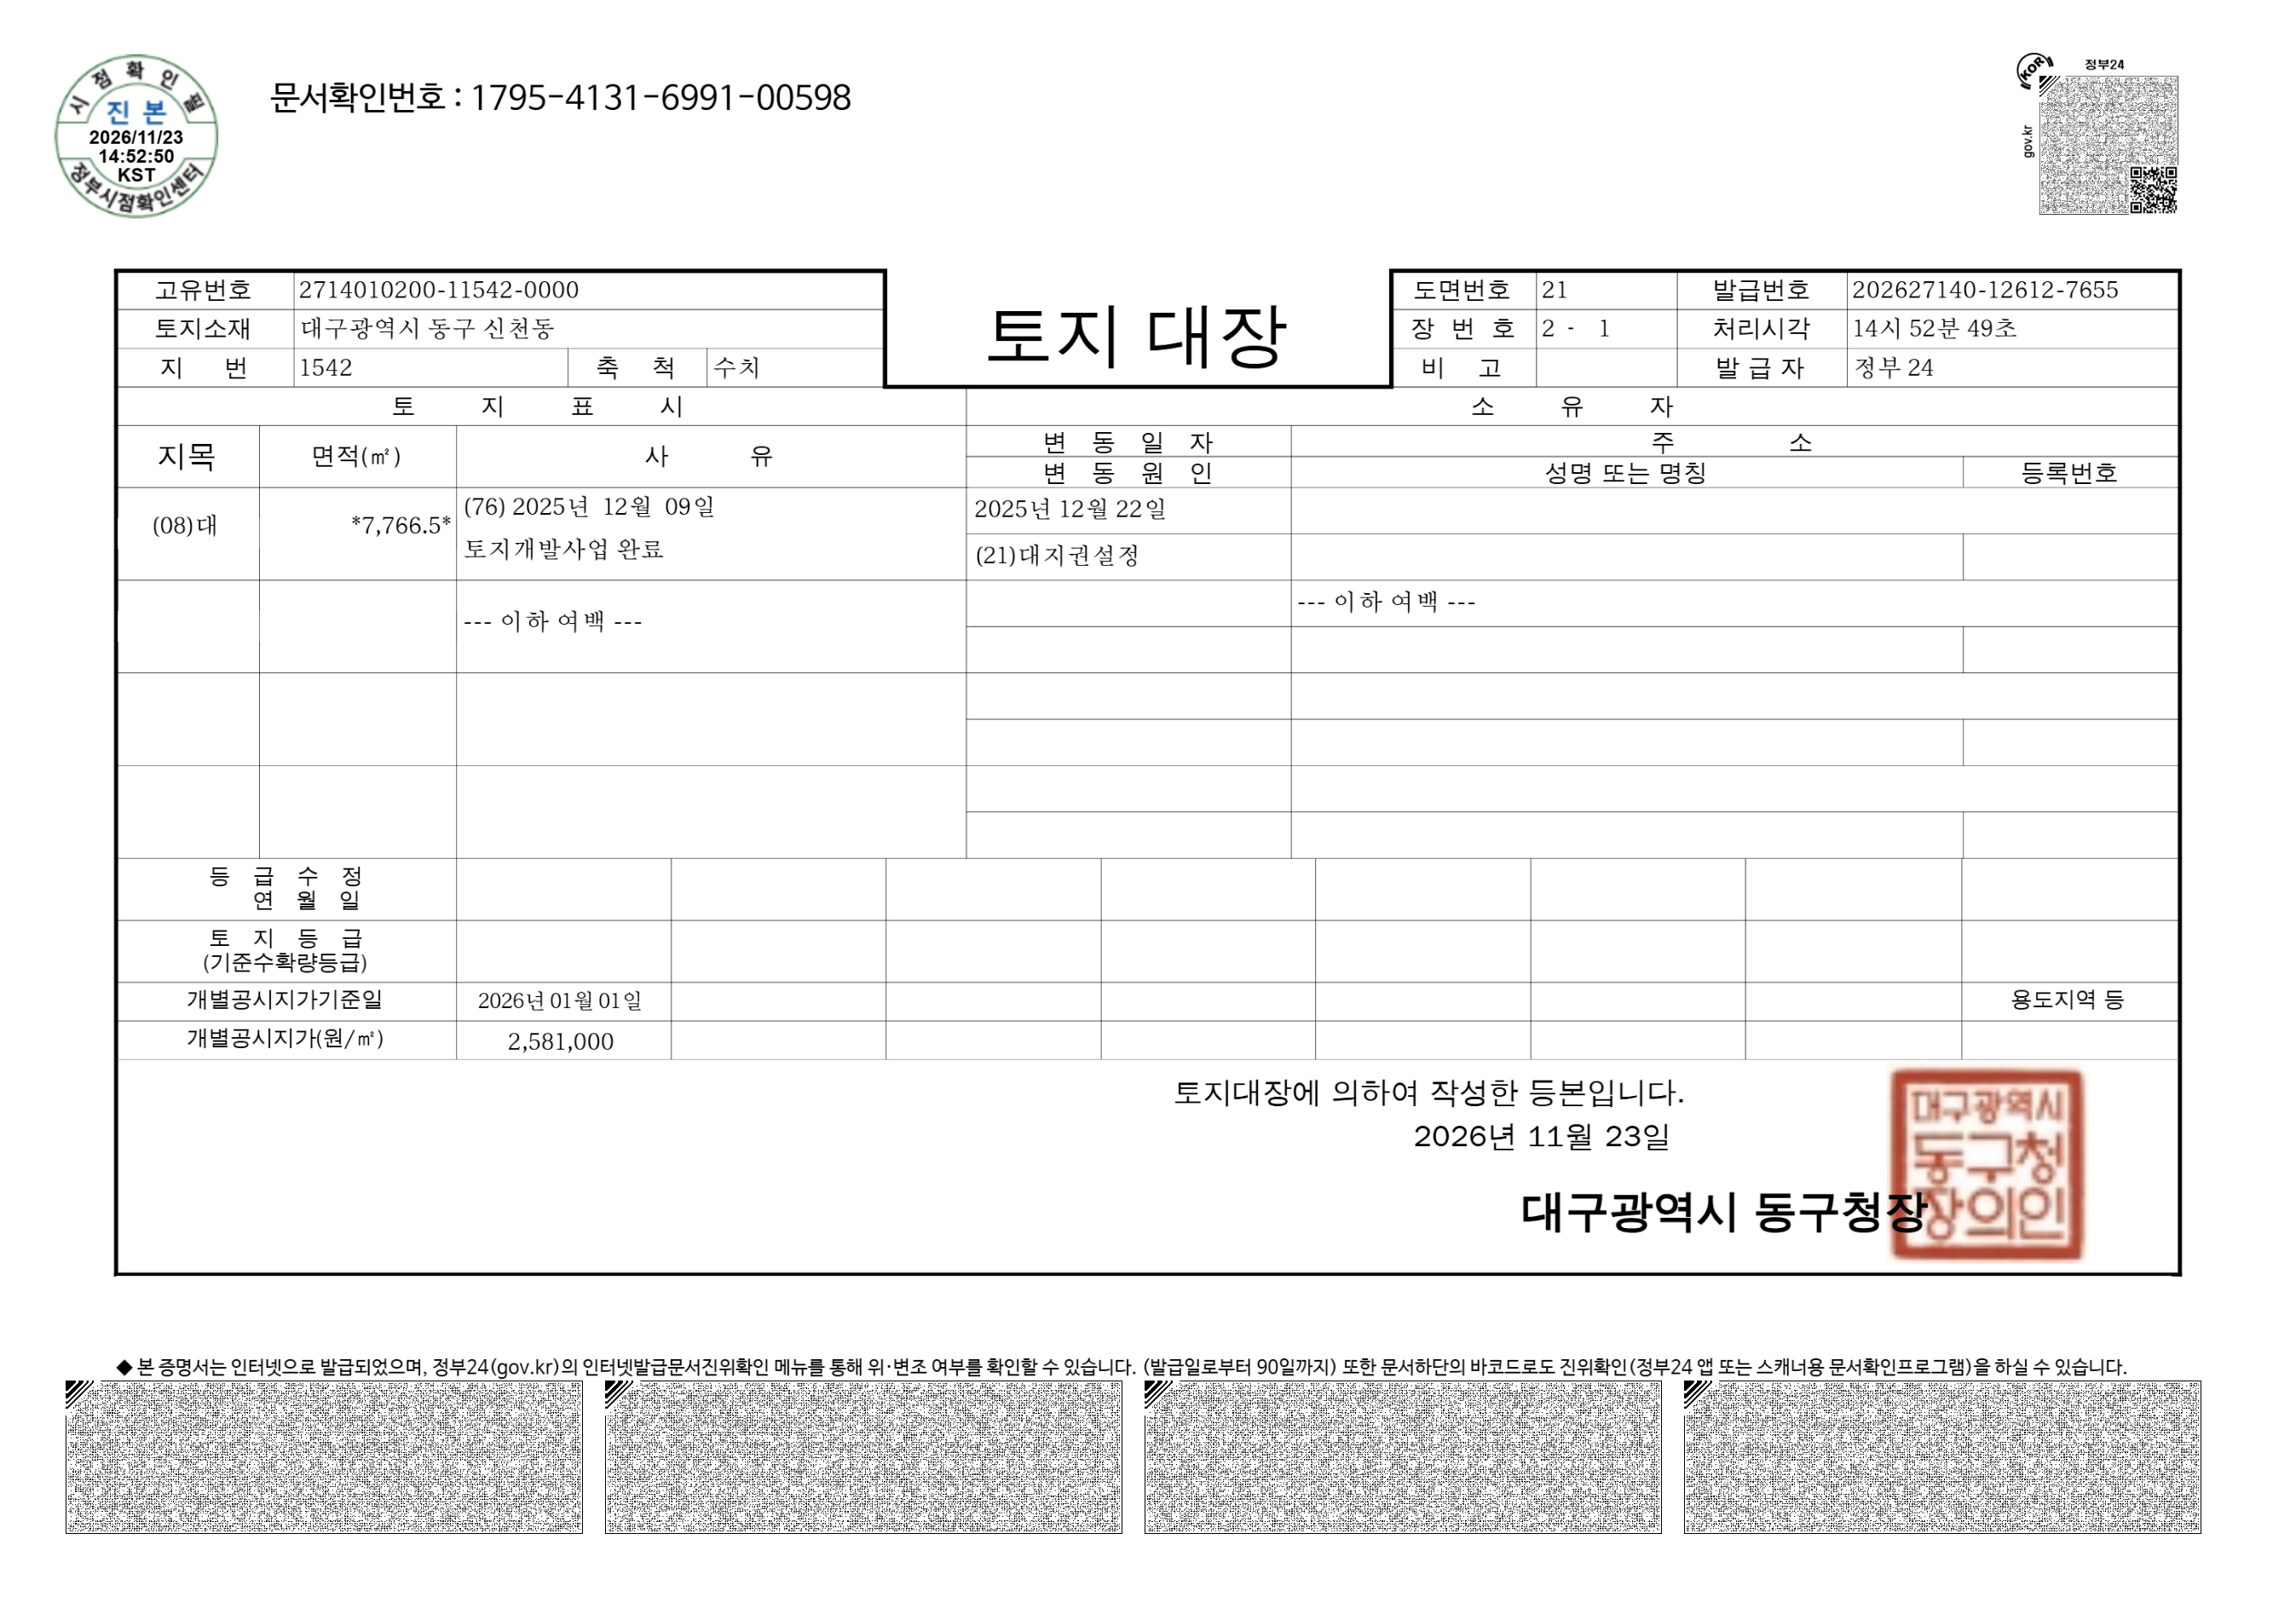 시 점 확 인 필
진 본
2026/11/23
14:52:50
KST
정부시점확인센터
문서확인번호 : 1795-4131-6991-00598
정부24
KOR
gov.kr
고유번호 2714010200-11542-0000
토지소재 대구광역시 동구 신천동
지 번 1542 축 척 수치
토지 대장
도면번호 21 발급번호 202627140-12612-7655
장 번 호 2 - 1 처리시각 14시 52분 49초
비 고 발 급 자 정부 24
토 지 표 시 소 유 자
지목 면적(㎡) 사 유
변 동 일 자 주 소
변 동 원 인 성명 또는 명칭 등록번호
(08)대 *7,766.5* (76) 2025년 12월 09일
토지개발사업 완료
2025년 12월 22일
(21)대지권설정
--- 이하 여백 --- --- 이하 여백 ---
등 급 수 정
연 월 일
토 지 등 급
(기준수확량등급)
개별공시지가기준일 2026년 01월 01일 용도지역 등
개별공시지가(원/㎡) 2,581,000
토지대장에 의하여 작성한 등본입니다.
2026년 11월 23일
대구광역시 동구청장
대구광역시
동구청
장의인
◆ 본 증명서는 인터넷으로 발급되었으며, 정부24(gov.kr)의 인터넷발급문서진위확인 메뉴를 통해 위·변조 여부를 확인할 수 있습니다. (발급일로부터 90일까지) 또한 문서하단의 바코드로도 진위확인(정부24 앱 또는 스캐너용 문서확인프로그램)을 하실 수 있습니다.